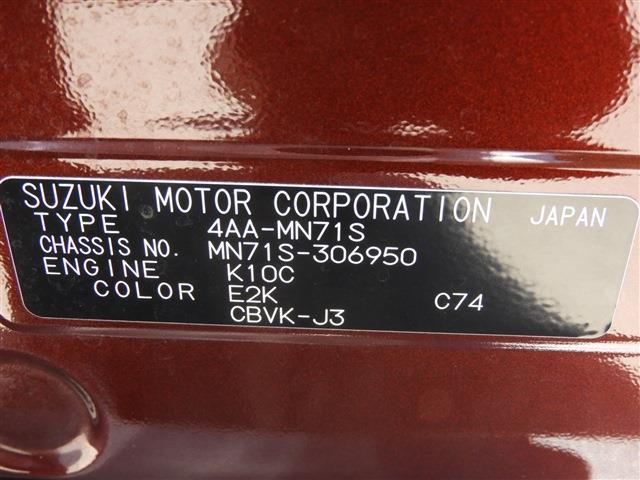 SUZUKI MOTOR CORPORATION JAPAN
TYPE 4AA-MN71S
CHASSIS NO. MN71S-306950
ENGINE K10C
COLOR E2K C74
CBVK-J3